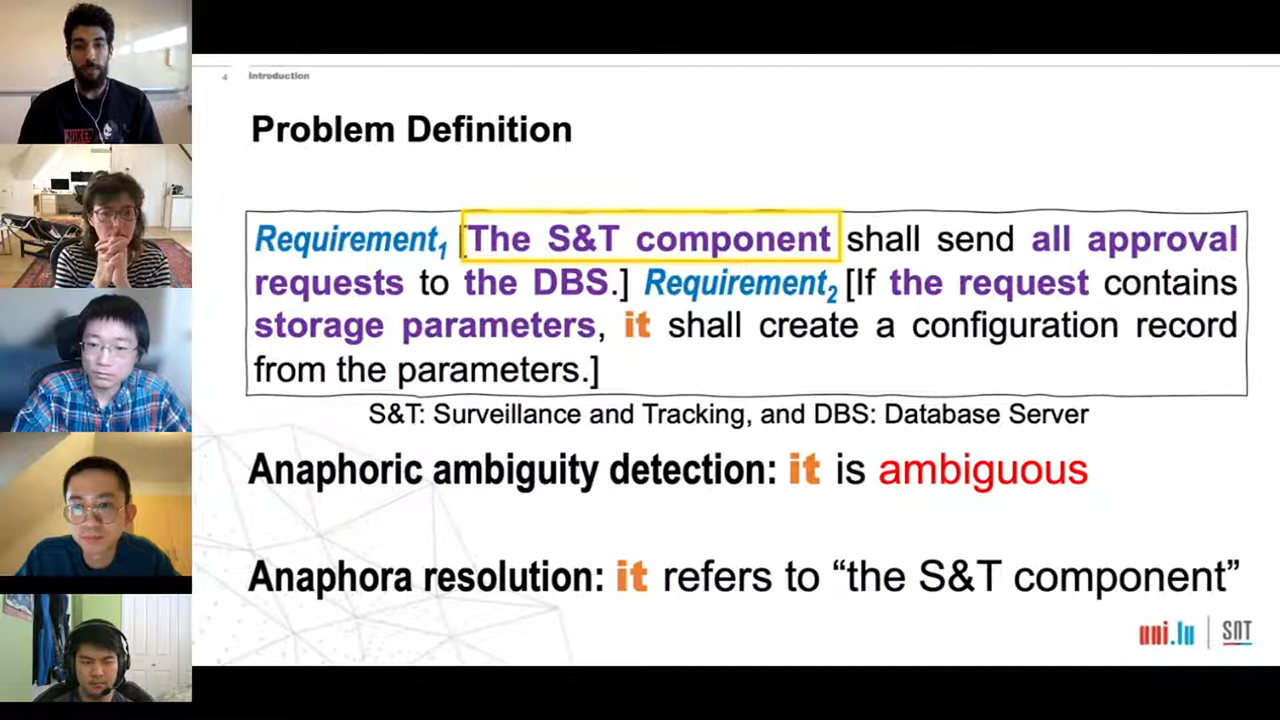 4 Introduction
Problem Definition
Requirement1 [The S&T component shall send all approval
requests to the DBS.] Requirement2 [If the request contains
storage parameters, it shall create a configuration record
from the parameters.]
S&T: Surveillance and Tracking, and DBS: Database Server
Anaphoric ambiguity detection: it is ambiguous
Anaphora resolution: it refers to “the S&T component”
uni.lu | SNT
JOKER